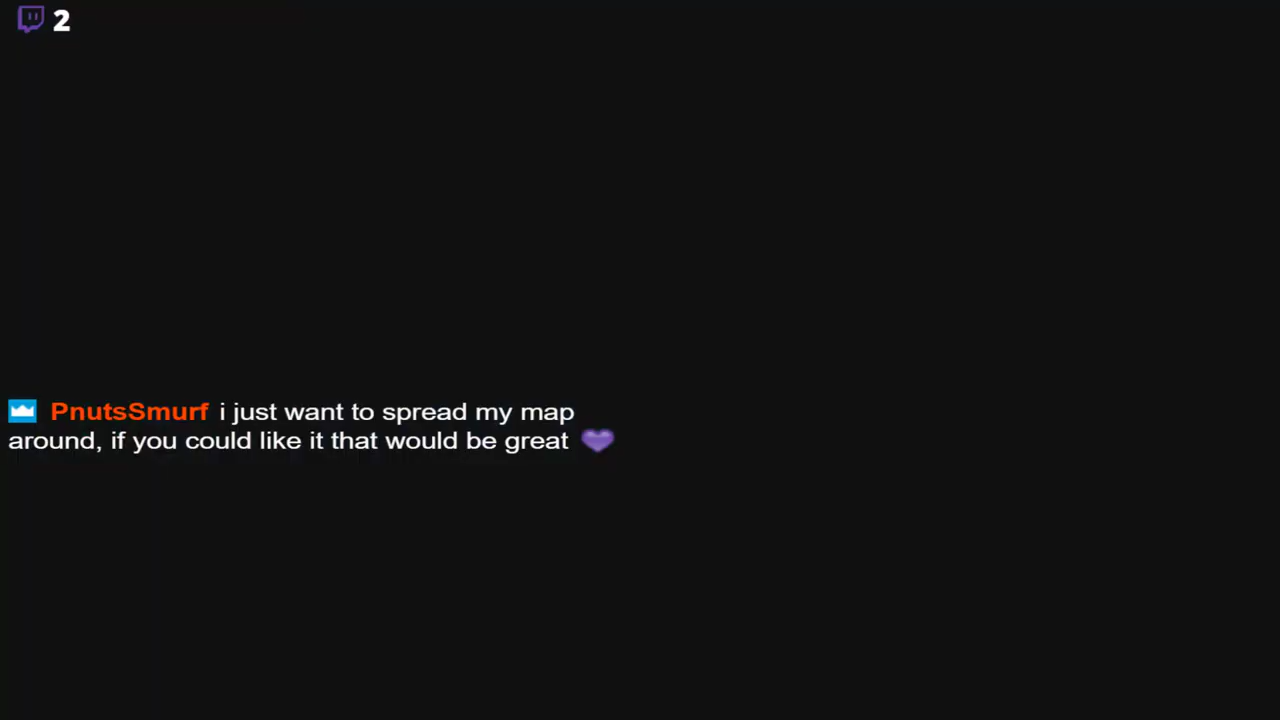 2
PnutsSmurf i just want to spread my map
around, if you could like it that would be great